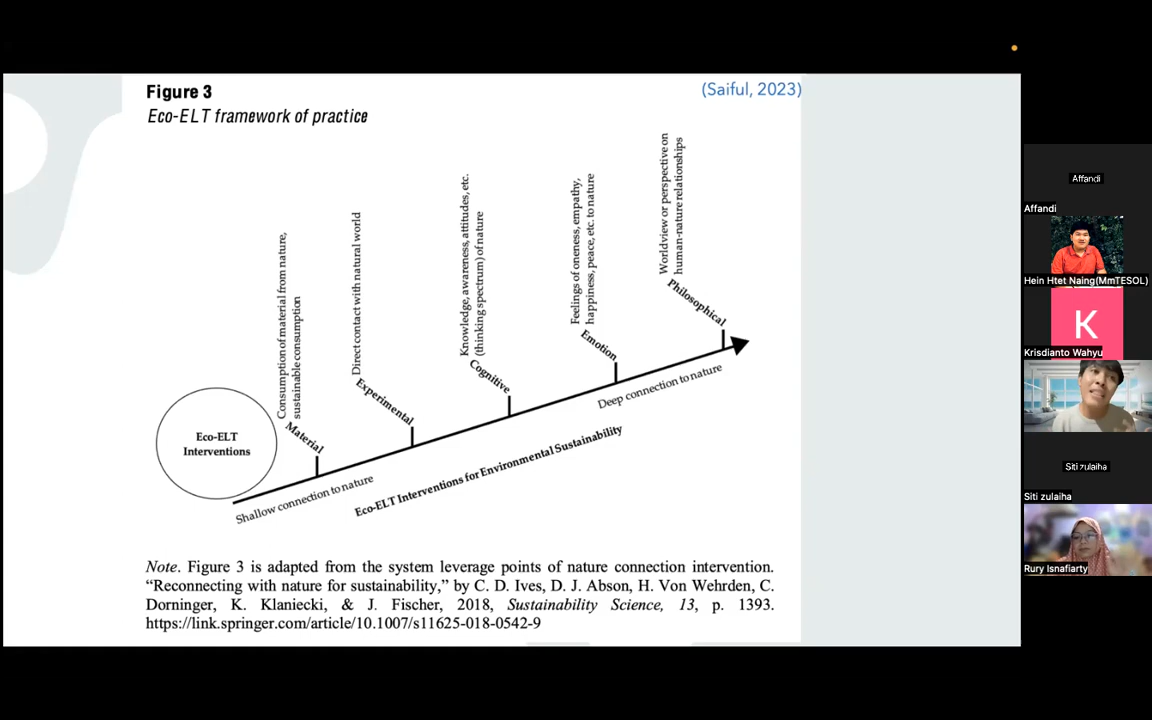 Figure 3
(Saiful, 2023)
Eco-ELT framework of practice
Eco-ELT
Interventions
Consumption of material from nature,
sustainable consumption
Material
Direct contact with natural world
Experimental
Knowledge, awareness, attitudes, etc.
(thinking spectrum) of nature
Cognitive
Feelings of oneness, empathy,
happiness, peace, etc. to nature
Emotion
Worldview or perspective on
human-nature relationships
Philosophical
Shallow connection to nature
Deep connection to nature
Eco-ELT Interventions for Environmental Sustainability
Note. Figure 3 is adapted from the system leverage points of nature connection intervention.
“Reconnecting with nature for sustainability,” by C. D. Ives, D. J. Abson, H. Von Wehrden, C.
Dorninger, K. Klaniecki, & J. Fischer, 2018, Sustainability Science, 13, p. 1393.
https://link.springer.com/article/10.1007/s11625-018-0542-9
Affandi
Affandi
Hein Htet Naing(MmTESOL)
K
Krisdianto Wahyu
Siti zulaiha
Siti zulaiha
Rury Isnafiarty